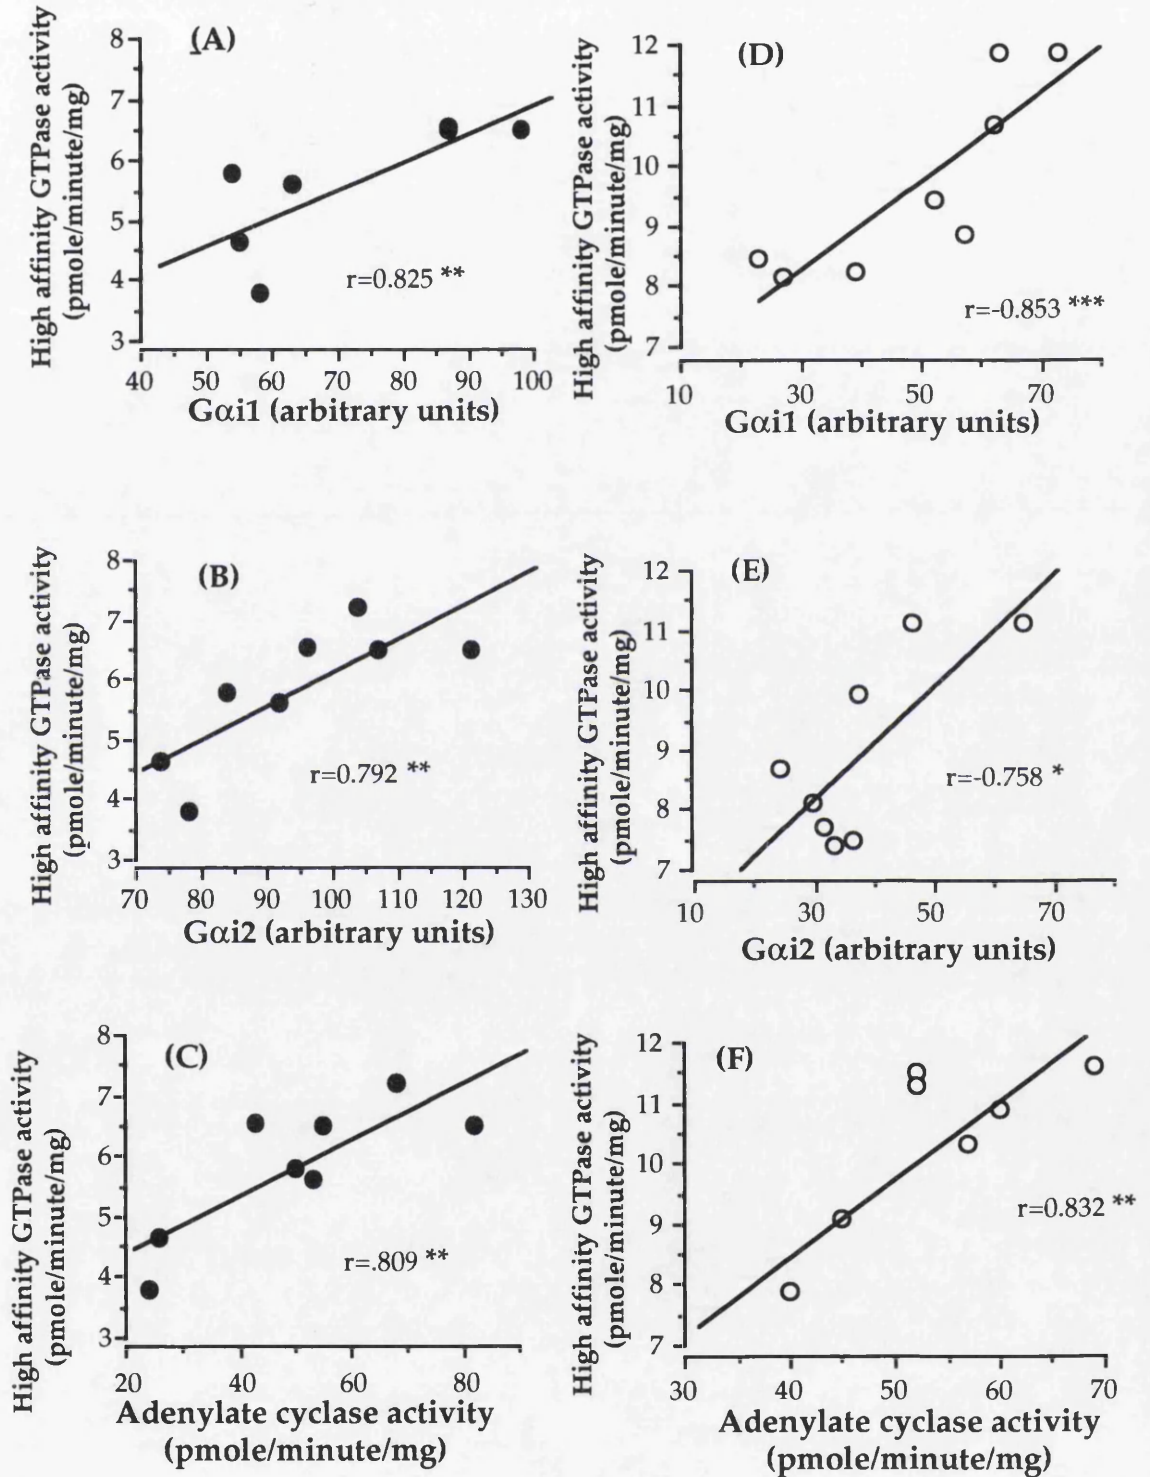 High affinity GTPase activity
(pmole/minute/mg)
8
7
6
5
4
3
(A)
r=0.825 **
40 50 60 70 80 90 100
Gαi1 (arbitrary units)
High affinity GTPase activity
(pmole/minute/mg)
12
11
10
9
8
7
(D)
r=-0.853 ***
10 30 50 70
Gαi1 (arbitrary units)
High affinity GTPase activity
(pmole/minute/mg)
8
7
6
5
4
3
(B)
r=0.792 **
70 80 90 100 110 120 130
Gαi2 (arbitrary units)
High affinity GTPase activity
(pmole/minute/mg)
12
11
10
9
8
7
(E)
r=-0.758 *
10 30 50 70
Gαi2 (arbitrary units)
High affinity GTPase activity
(pmole/minute/mg)
8
7
6
5
4
3
(C)
r=.809 **
20 40 60 80
Adenylate cyclase activity
(pmole/minute/mg)
High affinity GTPase activity
(pmole/minute/mg)
12
11
10
9
8
7
(F)
r=0.832 **
30 40 50 60 70
Adenylate cyclase activity
(pmole/minute/mg)